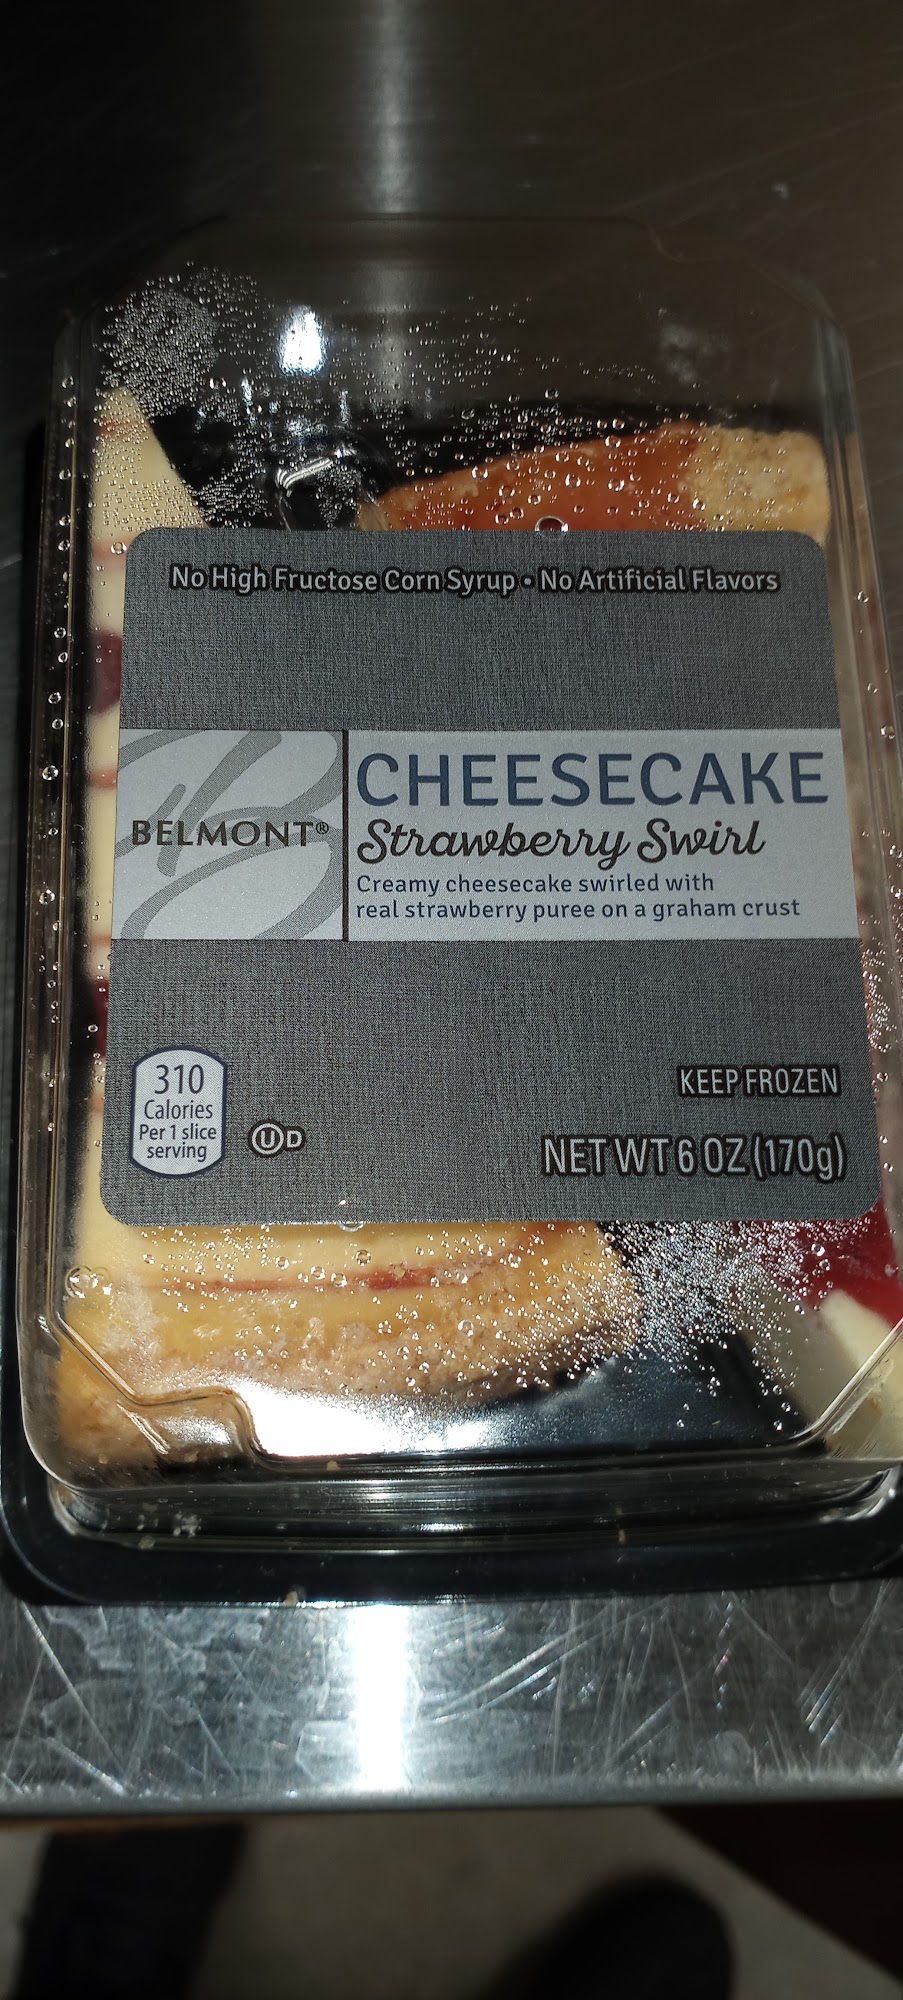 No High Fructose Corn Syrup • No Artificial Flavors
BELMONT®
CHEESECAKE
Strawberry Swirl
Creamy cheesecake swirled with
real strawberry puree on a graham crust
310
Calories
Per 1 slice
serving
Ⓤ D
KEEP FROZEN
NET WT 6 OZ (170g)